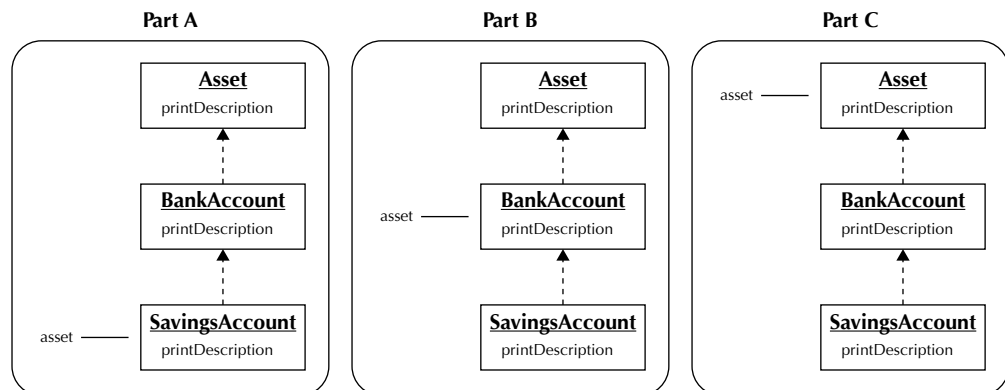 Part A
Asset
printDescription
BankAccount
printDescription
SavingsAccount
asset
printDescription
Part B
Asset
printDescription
BankAccount
asset
printDescription
SavingsAccount
printDescription
Part C
Asset
asset
printDescription
BankAccount
printDescription
SavingsAccount
printDescription